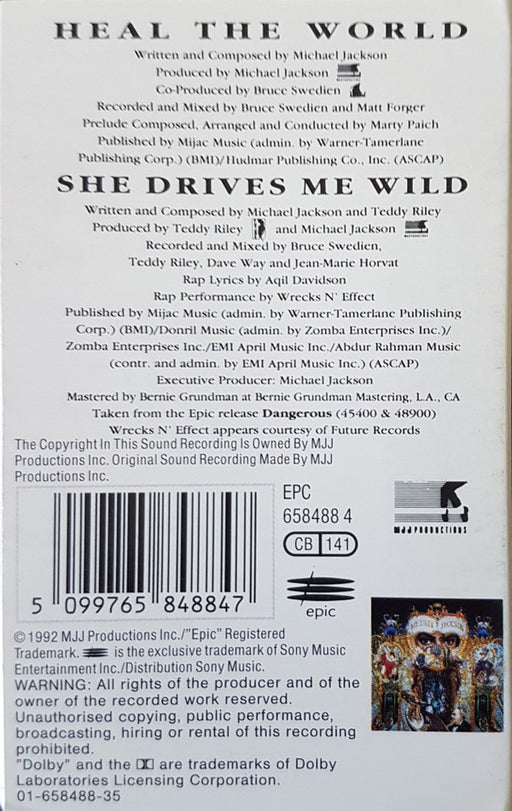 HEAL THE WORLD
Written and Composed by Michael Jackson
Produced by Michael Jackson
Co-Produced by Bruce Swedien
Recorded and Mixed by Bruce Swedien and Matt Forger
Prelude Composed, Arranged and Conducted by Marty Paich
Published by Mijac Music (admin. by Warner-Tamerlane
Publishing Corp.) (BMI)/Hudmar Publishing Co., Inc. (ASCAP)
SHE DRIVES ME WILD
Written and Composed by Michael Jackson and Teddy Riley
Produced by Teddy Riley and Michael Jackson
Recorded and Mixed by Bruce Swedien,
Teddy Riley, Dave Way and Jean-Marie Horvat
Rap Lyrics by Aqil Davidson
Rap Performance by Wrecks N' Effect
Published by Mijac Music (admin. by Warner-Tamerlane Publishing
Corp.) (BMI)/Donril Music (admin. by Zomba Enterprises Inc.)/
Zomba Enterprises Inc./EMI April Music Inc./Abdur Rahman Music
(contr. and admin. by EMI April Music Inc.) (ASCAP)
Executive Producer: Michael Jackson
Mastered by Bernie Grundman at Bernie Grundman Mastering, L.A., CA
Taken from the Epic release Dangerous (45400 & 48900)
Wrecks N' Effect appears courtesy of Future Records
The Copyright In This Sound Recording Is Owned By MJJ
Productions Inc. Original Sound Recording Made By MJJ
Productions Inc.
EPC
658488 4
CB 141
MJJ PRODUCTIONS
5 099765 848847
epic
© 1992 MJJ Productions Inc./"Epic" Registered
Trademark. is the exclusive trademark of Sony Music
Entertainment Inc./Distribution Sony Music.
WARNING: All rights of the producer and of the
owner of the recorded work reserved.
Unauthorised copying, public performance,
broadcasting, hiring or rental of this recording
prohibited.
"Dolby" and the are trademarks of Dolby
Laboratories Licensing Corporation.
01-658488-35